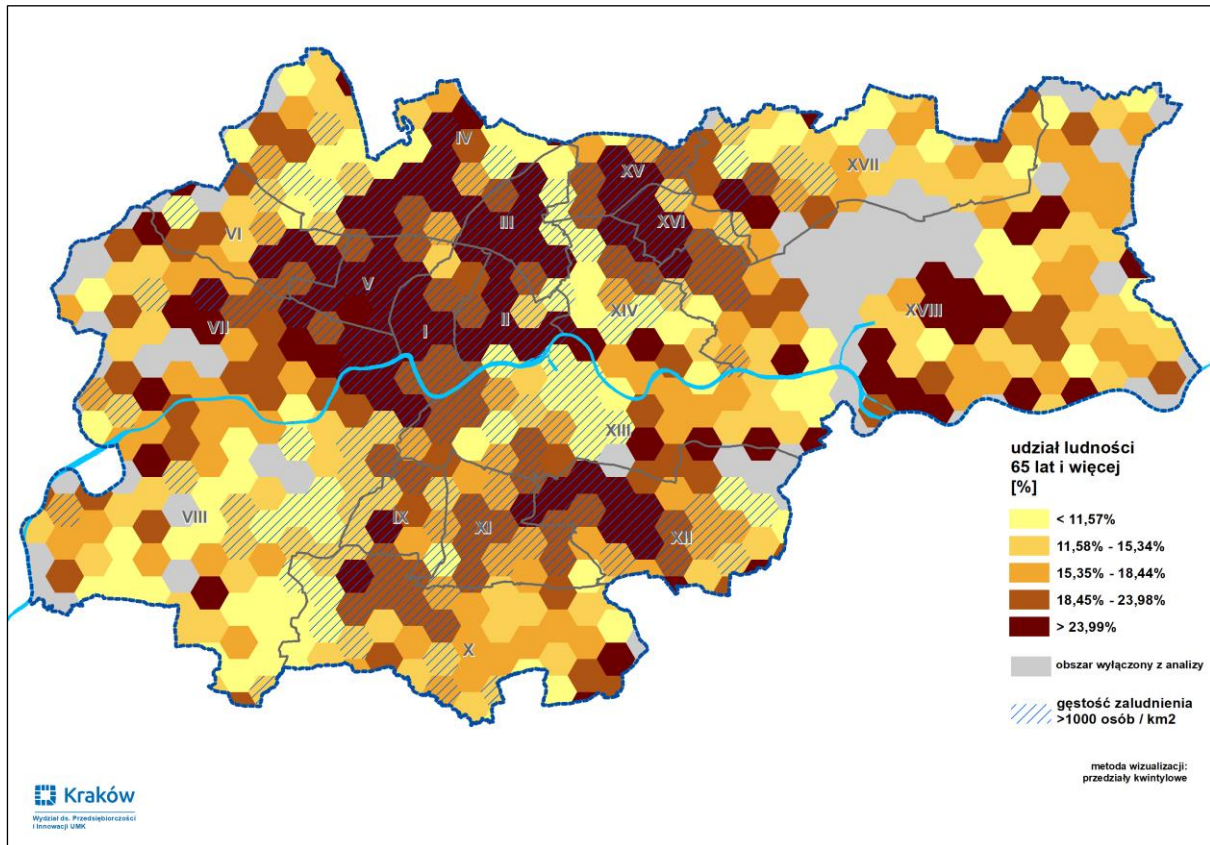 IV
XV
XVII
III
XVI
VI
V
VII
I
II
XIV
XVIII
XIII
VIII
IX
XI
XII
X
udział ludności
65 lat i więcej
[%]
< 11,57%
11,58% - 15,34%
15,35% - 18,44%
18,45% - 23,98%
> 23,99%
obszar wyłączony z analizy
gęstość zaludnienia
>1000 osób / km2
metoda wizualizacji:
przedziały kwintylowe
Kraków
Wydział ds. Przedsiębiorczości
i Innowacji UMK